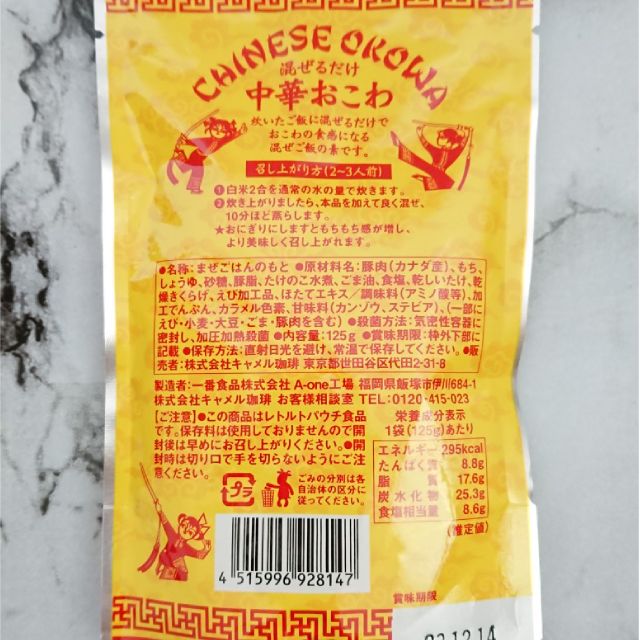 CHINESE OKOWA
混ぜるだけ
中華おこわ
炊いたご飯に混ぜるだけで
おこわの食感になる
混ぜご飯の素です。
召し上がり方(2〜3人前)
①白米2合を通常の水の量で炊きます。
②炊き上がりましたら、本品を加えて良く混ぜ、
10分ほど蒸らします。
★おにぎりにしますともちもち感が増し、
より美味しく召し上がれます。
●名称:まぜごはんのもと ●原材料名:豚肉(カナダ産)、もち、
しょうゆ、砂糖、豚脂、たけのこ水煮、ごま油、食塩、乾しいたけ、乾
燥きくらげ、えび加工品、ほたてエキス/調味料(アミノ酸等)、加
工でんぷん、カラメル色素、甘味料(カンゾウ、ステビア)、(一部に
えび・小麦・大豆・ごま・豚肉を含む) ●殺菌方法:気密性容器に
密封し、加圧加熱殺菌 ●内容量:125g ●賞味期限:枠外下部に
記載 ●保存方法:直射日光を避け、常温で保存してください。●販
売者:株式会社キャメル珈琲 東京都世田谷区代田2-31-8
製造者:一番食品株式会社 A-one工場 福岡県飯塚市伊川684-1
株式会社キャメル珈琲 お客様相談室 TEL:0120-415-023
【ご注意】●この商品はレトルトパウチ食品
です。保存料は使用しておりませんので開
封後は早めにお召し上がりください。●開
封時は切り口で手を切らないようにご注
意ください。
プラ
ごみの分別は各
自治体の区分に
従ってください。
栄養成分表示
1袋(125g)あたり
エネルギー 295kcal
たんぱく質 8.8g
脂質 17.6g
炭水化物 25.3g
食塩相当量 8.6g
(推定値)
4 515996 928147
賞味期限